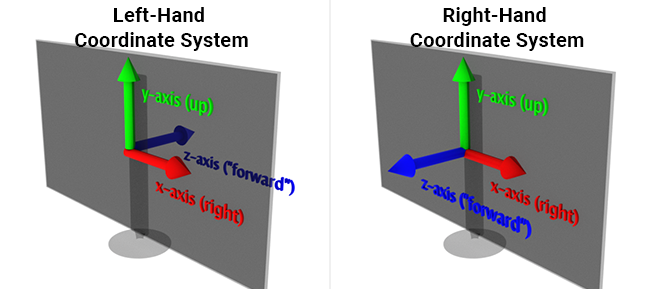 Left-Hand
Coordinate System
y-axis (up)
z-axis ("forward")
x-axis (right)
Right-Hand
Coordinate System
y-axis (up)
x-axis (right)
z-axis ("forward")